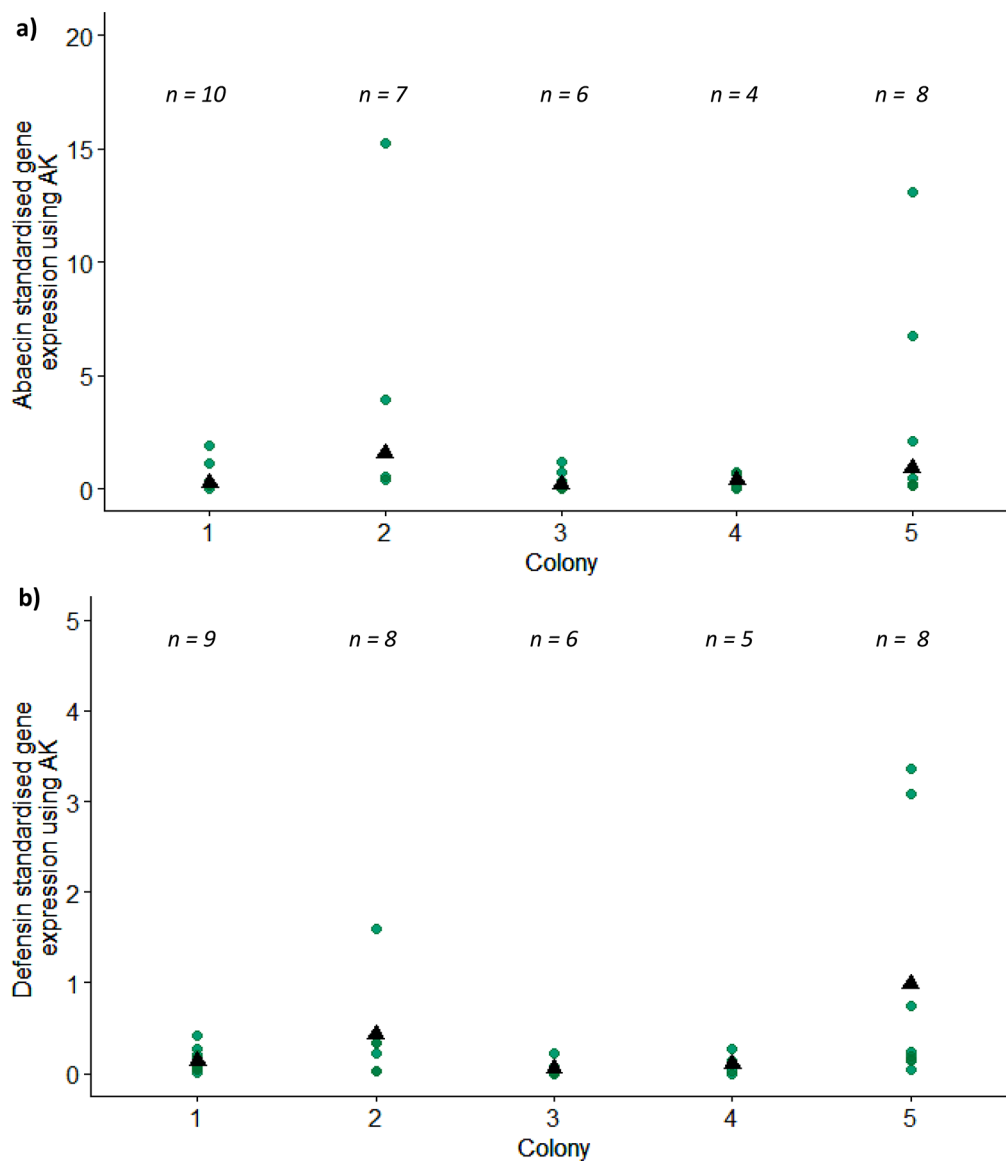 a)
Abaecin standardised gene
expression using AK
20
15
10
5
0
n = 10
n = 7
n = 6
n = 4
n =  8
1
2
3
4
5
Colony
b)
Defensin standardised gene
expression using AK
5
4
3
2
1
0
n = 9
n = 8
n = 6
n = 5
n =  8
1
2
3
4
5
Colony